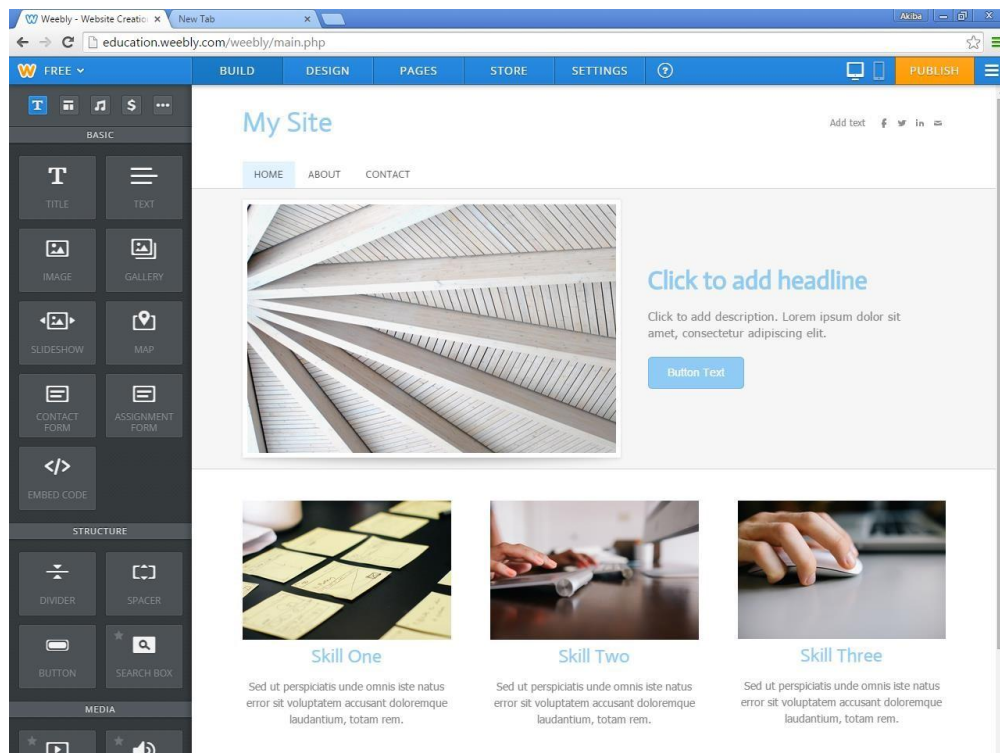 Weebly - Website Creatio
New Tab
Akiba
education.weebly.com/weebly/main.php
FREE
BUILD
DESIGN
PAGES
STORE
SETTINGS
?
PUBLISH
T
$
BASIC
My Site
Add text
f
in
T
TITLE
TEXT
HOME
ABOUT
CONTACT
IMAGE
GALLERY
Click to add headline
Click to add description. Lorem ipsum dolor sit
amet, consectetur adipiscing elit.
Button Text
SLIDESHOW
MAP
CONTACT
FORM
ASSIGNMENT
FORM
</>
EMBED CODE
STRUCTURE
DIVIDER
SPACER
BUTTON
SEARCH BOX
MEDIA
Skill One
Sed ut perspiciatis unde omnis iste natus
error sit voluptatem accusant doloremque
laudantium, totam rem.
Skill Two
Sed ut perspiciatis unde omnis iste natus
error sit voluptatem accusant doloremque
laudantium, totam rem.
Skill Three
Sed ut perspiciatis unde omnis iste natus
error sit voluptatem accusant doloremque
laudantium, totam rem.